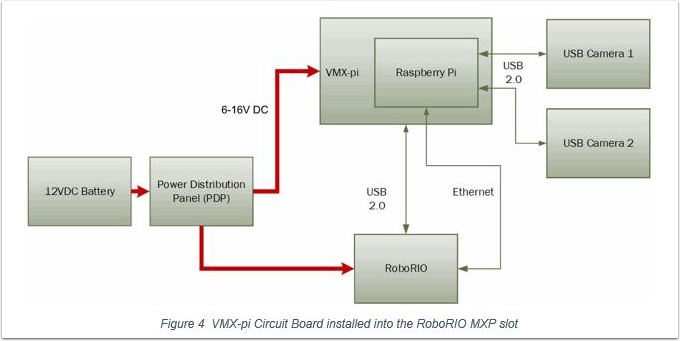 USB Camera 1
VMX-pi
Raspberry Pi
USB
2.0
6-16V DC
USB Camera 2
12VDC Battery
Power Distribution
Panel (PDP)
USB
2.0
Ethernet
RoboRIO
Figure 4 VMX-pi Circuit Board installed into the RoboRIO MXP slot